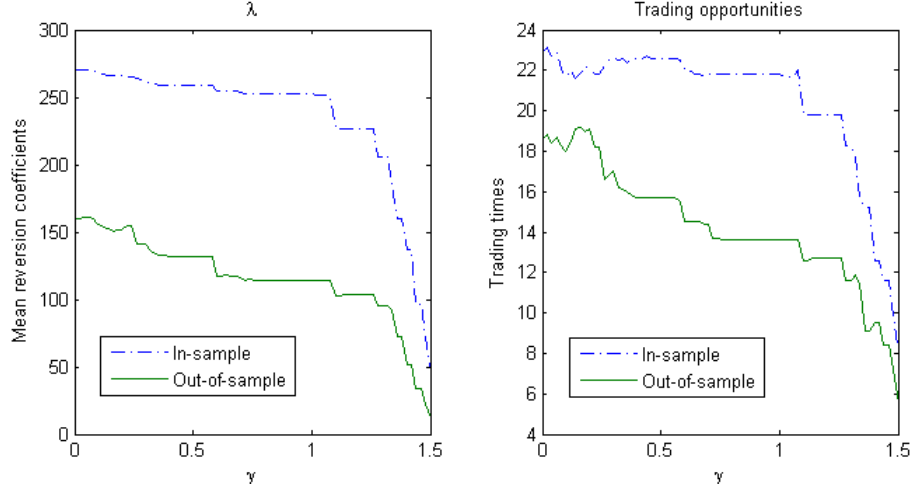 λ
300
250
200
150
100
50
0
Mean reversion coefficients
In-sample
Out-of-sample
0
0.5
1
1.5
γ
Trading opportunities
24
22
20
18
16
14
12
10
8
6
4
Trading times
In-sample
Out-of-sample
0
0.5
1
1.5
γ